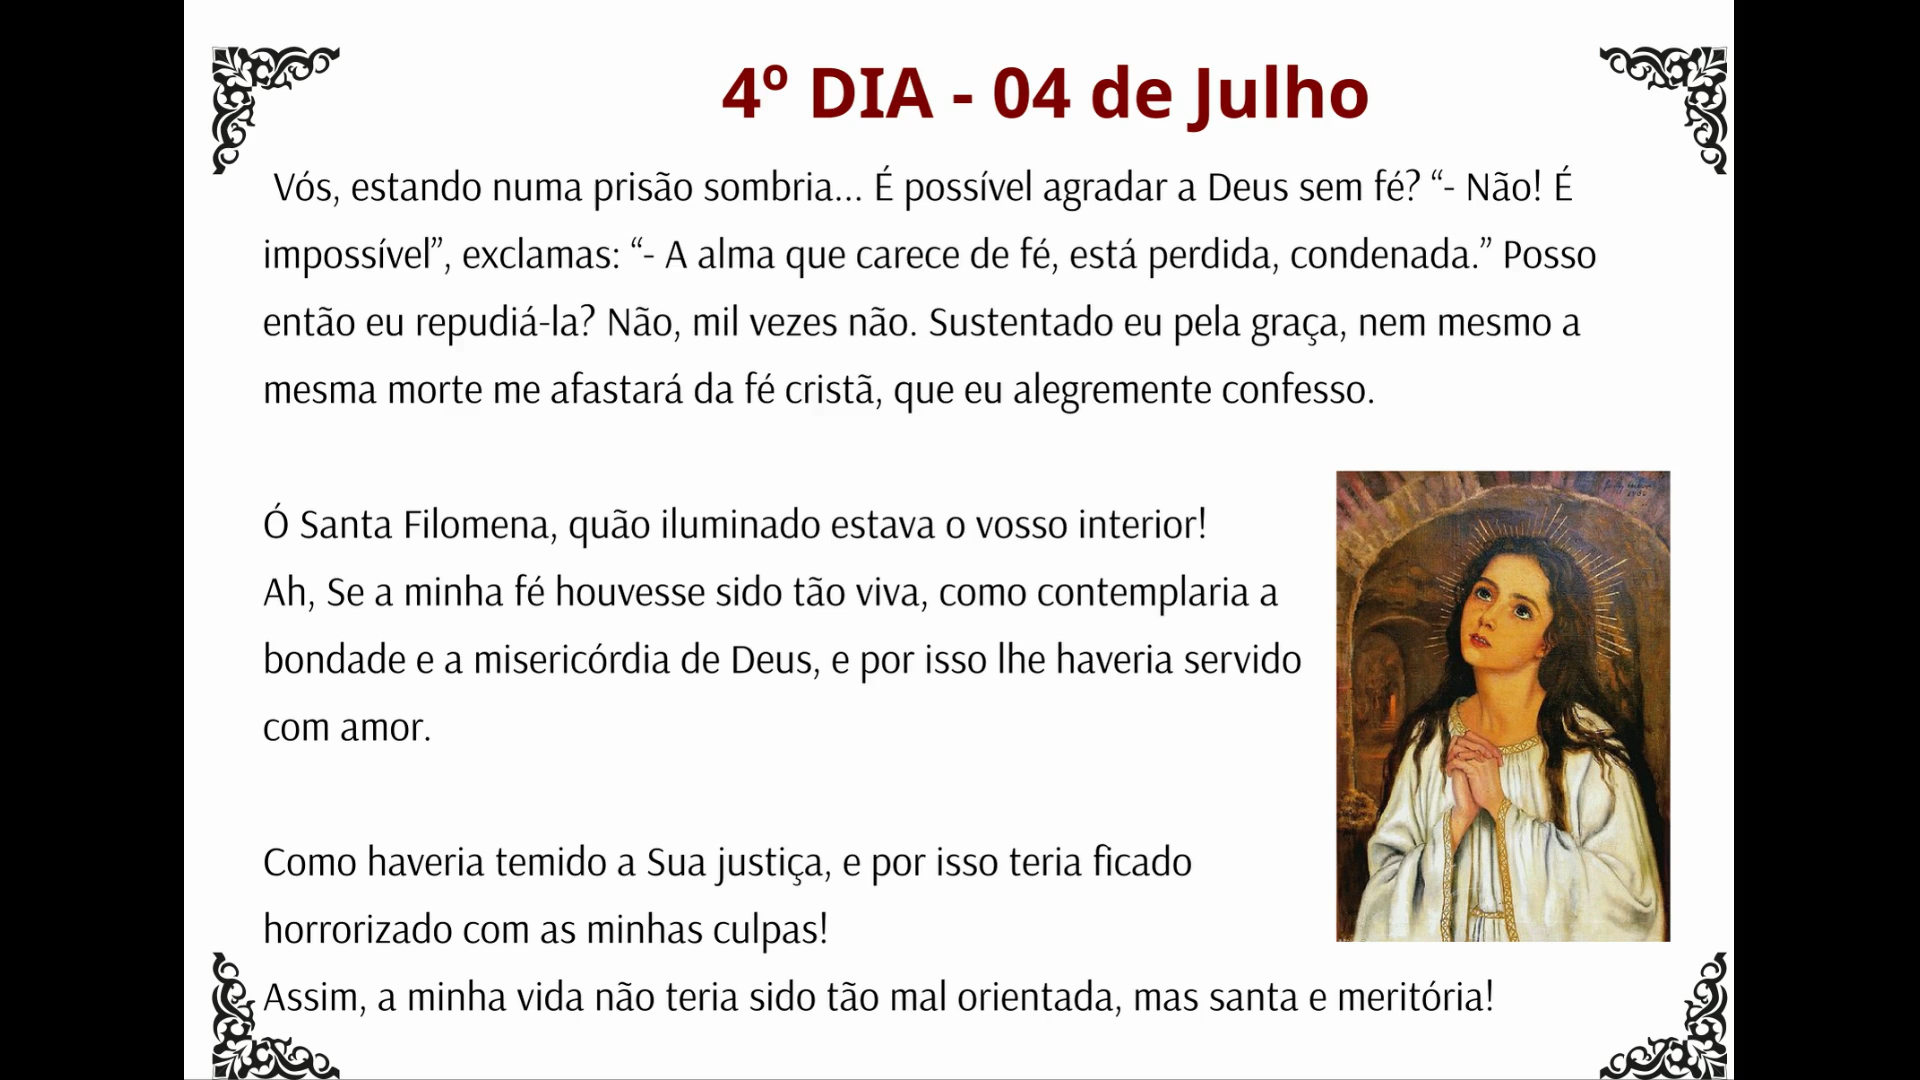 4º DIA - 04 de Julho
Vós, estando numa prisão sombria... É possível agradar a Deus sem fé? “- Não! É
impossível”, exclamas: “- A alma que carece de fé, está perdida, condenada.” Posso
então eu repudiá-la? Não, mil vezes não. Sustentado eu pela graça, nem mesmo a
mesma morte me afastará da fé cristã, que eu alegremente confesso.
Ó Santa Filomena, quão iluminado estava o vosso interior!
Ah, Se a minha fé houvesse sido tão viva, como contemplaria a
bondade e a misericórdia de Deus, e por isso lhe haveria servido
com amor.
Como haveria temido a Sua justiça, e por isso teria ficado
horrorizado com as minhas culpas!
Assim, a minha vida não teria sido tão mal orientada, mas santa e meritória!